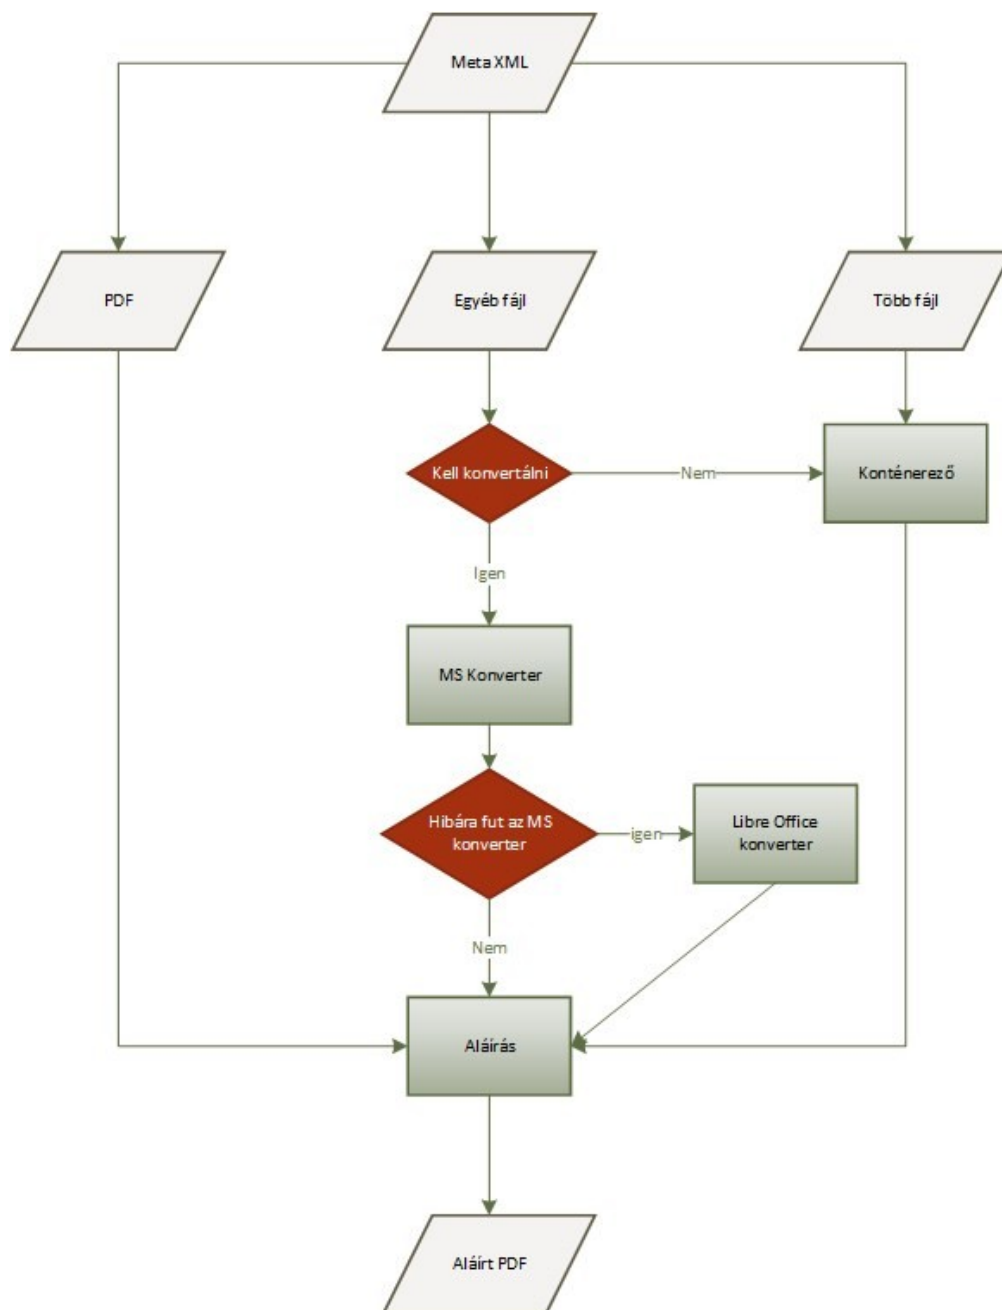 Meta XML
PDF
Egyéb fájl
Több fájl
Kell konvertálni
Nem
Konténerező
Igen
MS Konverter
Hibára fut az MS
konverter
igen
Libre Office
konverter
Nem
Aláírás
Aláírt PDF